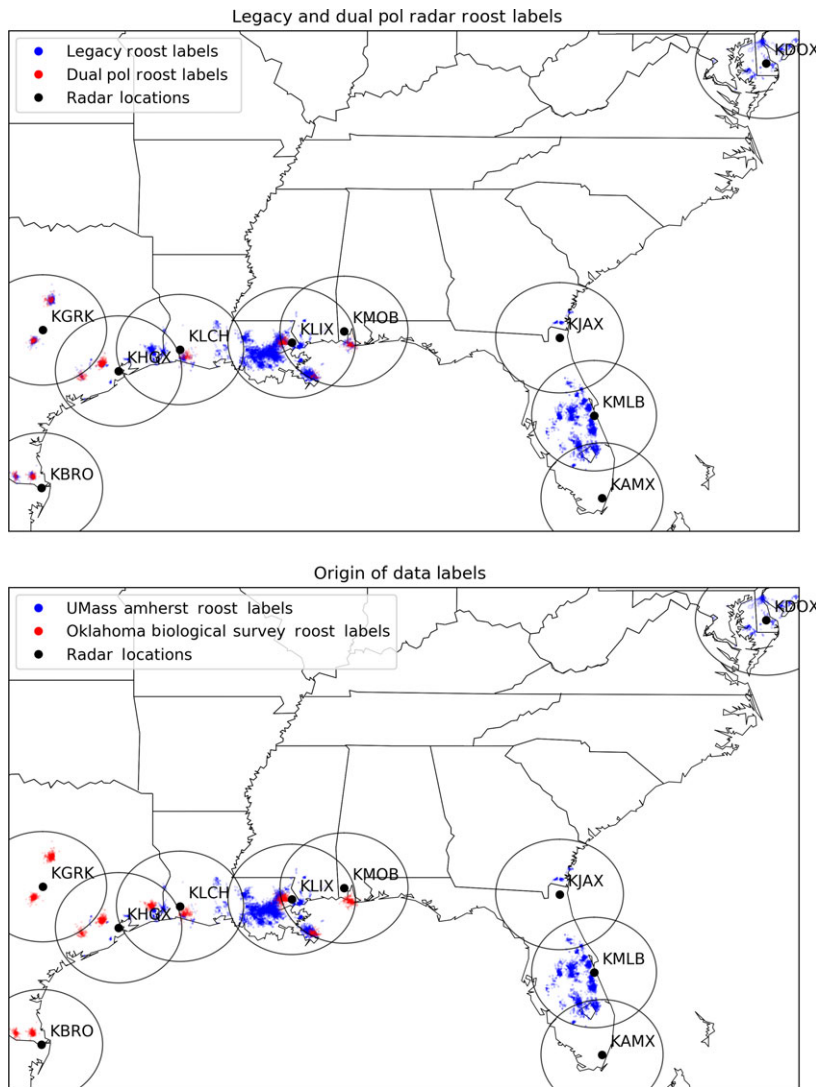 Legacy and dual pol radar roost labels
Legacy roost labels
Dual pol roost labels
Radar locations
KDOX
KGRK
KHGX
KLCH
KLIX
KMOB
KJAX
KMLB
KBRO
KAMX
Origin of data labels
UMass amherst roost labels
Oklahoma biological survey roost labels
Radar locations
KDOX
KGRK
KHGX
KLCH
KLIX
KMOB
KJAX
KMLB
KBRO
KAMX